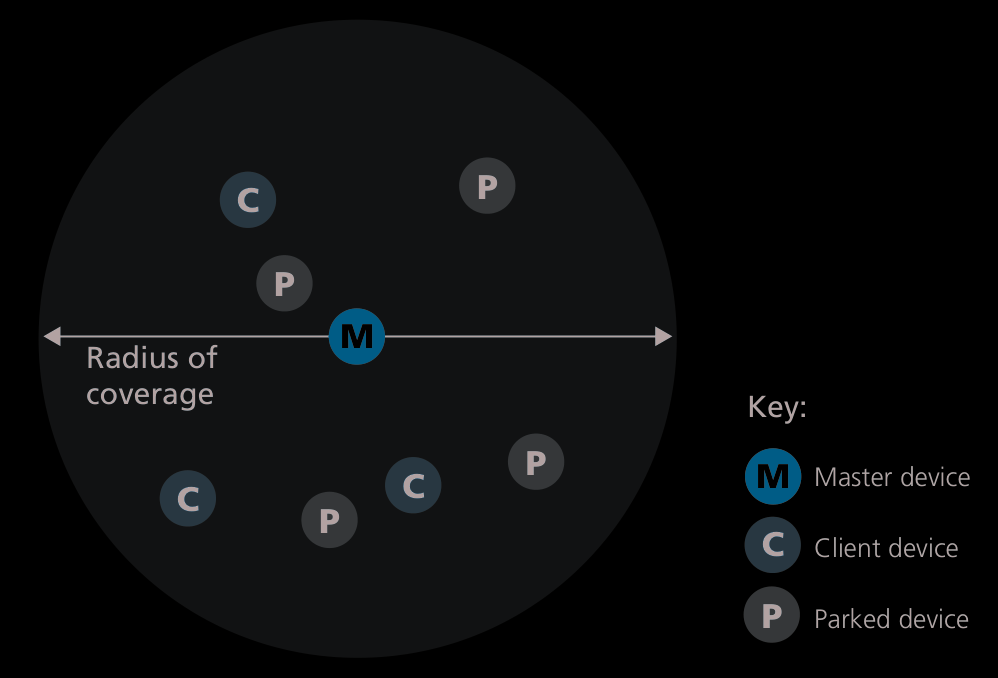 C
P
P
M
Radius of
coverage
P
C
C
P
Key:
M Master device
C Client device
P Parked device